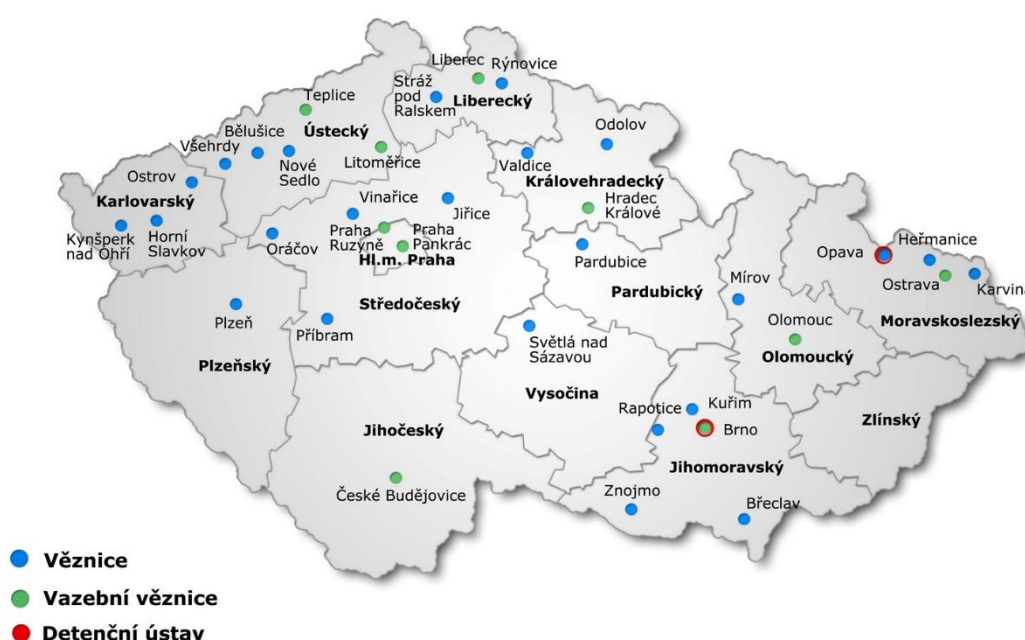 Liberec
Rýnovice
Stráž
pod
Ralskem
Liberecký
Teplice
Ústecký
Bělušice
Všehrdy
Nové
Sedlo
Litoměřice
Odolov
Valdice
Královehradecký
Hradec
Králové
Ostrov
Karlovarský
Kynšperk
nad Ohří
Horní
Slavkov
Vinařice
Jiřice
Oráčov
Praha
Ruzyně
Praha
Pankrác
Hl.m. Praha
Středočeský
Příbram
Plzeň
Plzeňský
Pardubice
Pardubický
Opava
Heřmanice
Ostrava
Karvina
Moravskoslezský
Mírov
Olomouc
Olomoucký
Světlá nad
Sázavou
Vysočina
Zlínský
Rapotice
Kuřim
Brno
Jihomoravský
Znojmo
Břeclav
Jihočeský
České Budějovice
Věznice
Vazební věznice
Detenční ústav